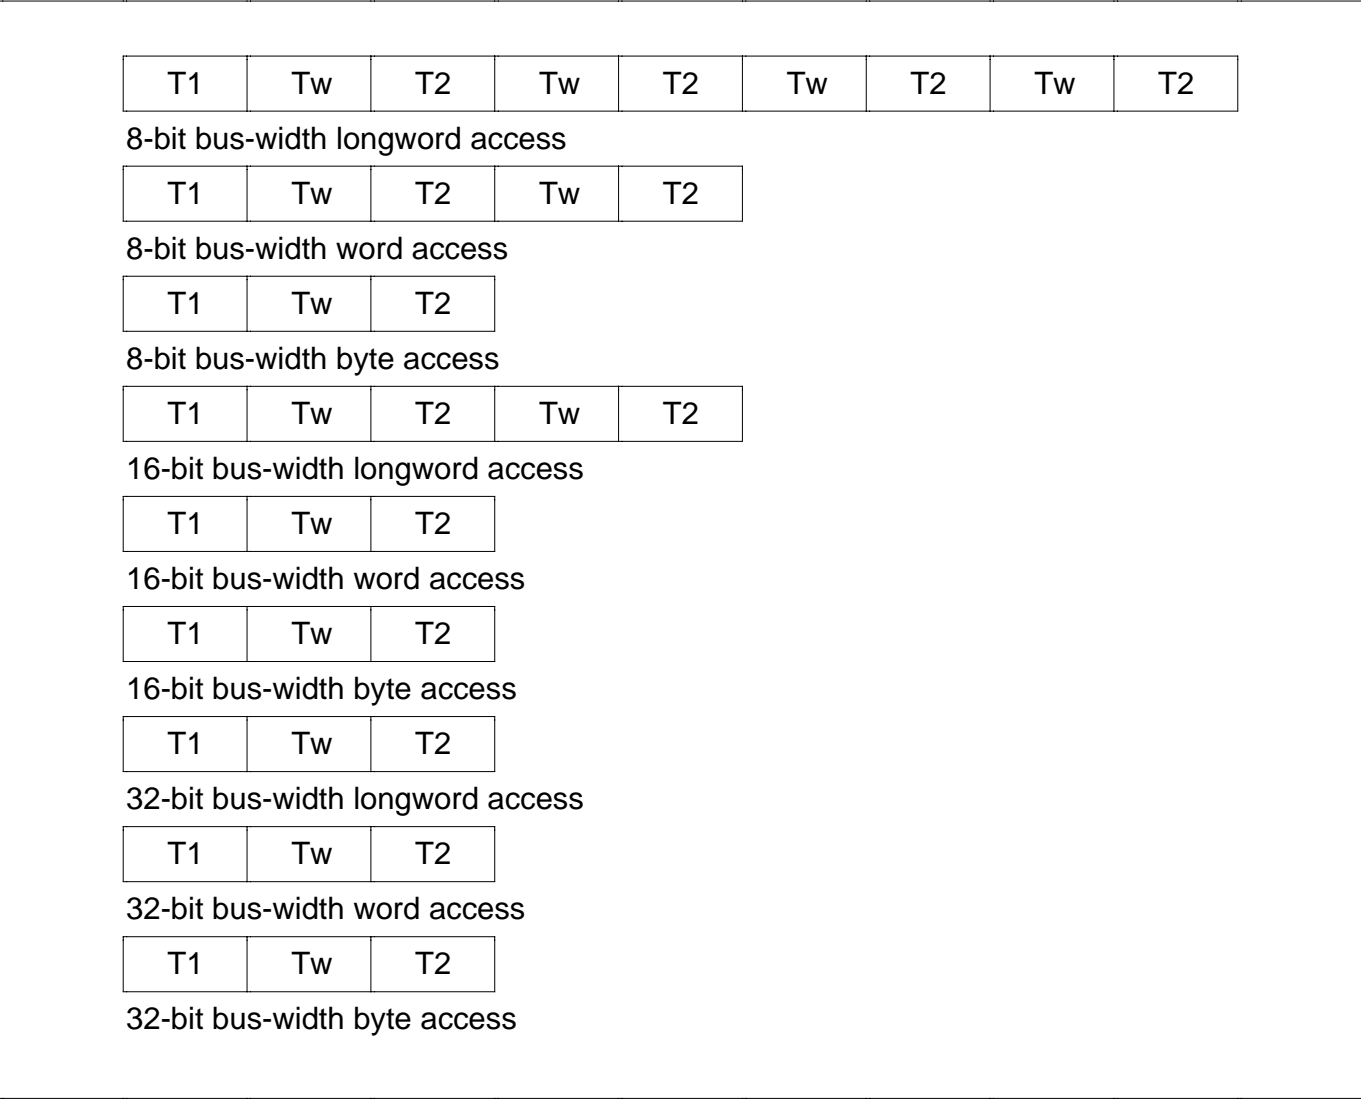 T1 Tw T2 Tw T2 Tw T2 Tw T2
8-bit bus-width longword access
T1 Tw T2 Tw T2
8-bit bus-width word access
T1 Tw T2
8-bit bus-width byte access
T1 Tw T2 Tw T2
16-bit bus-width longword access
T1 Tw T2
16-bit bus-width word access
T1 Tw T2
16-bit bus-width byte access
T1 Tw T2
32-bit bus-width longword access
T1 Tw T2
32-bit bus-width word access
T1 Tw T2
32-bit bus-width byte access